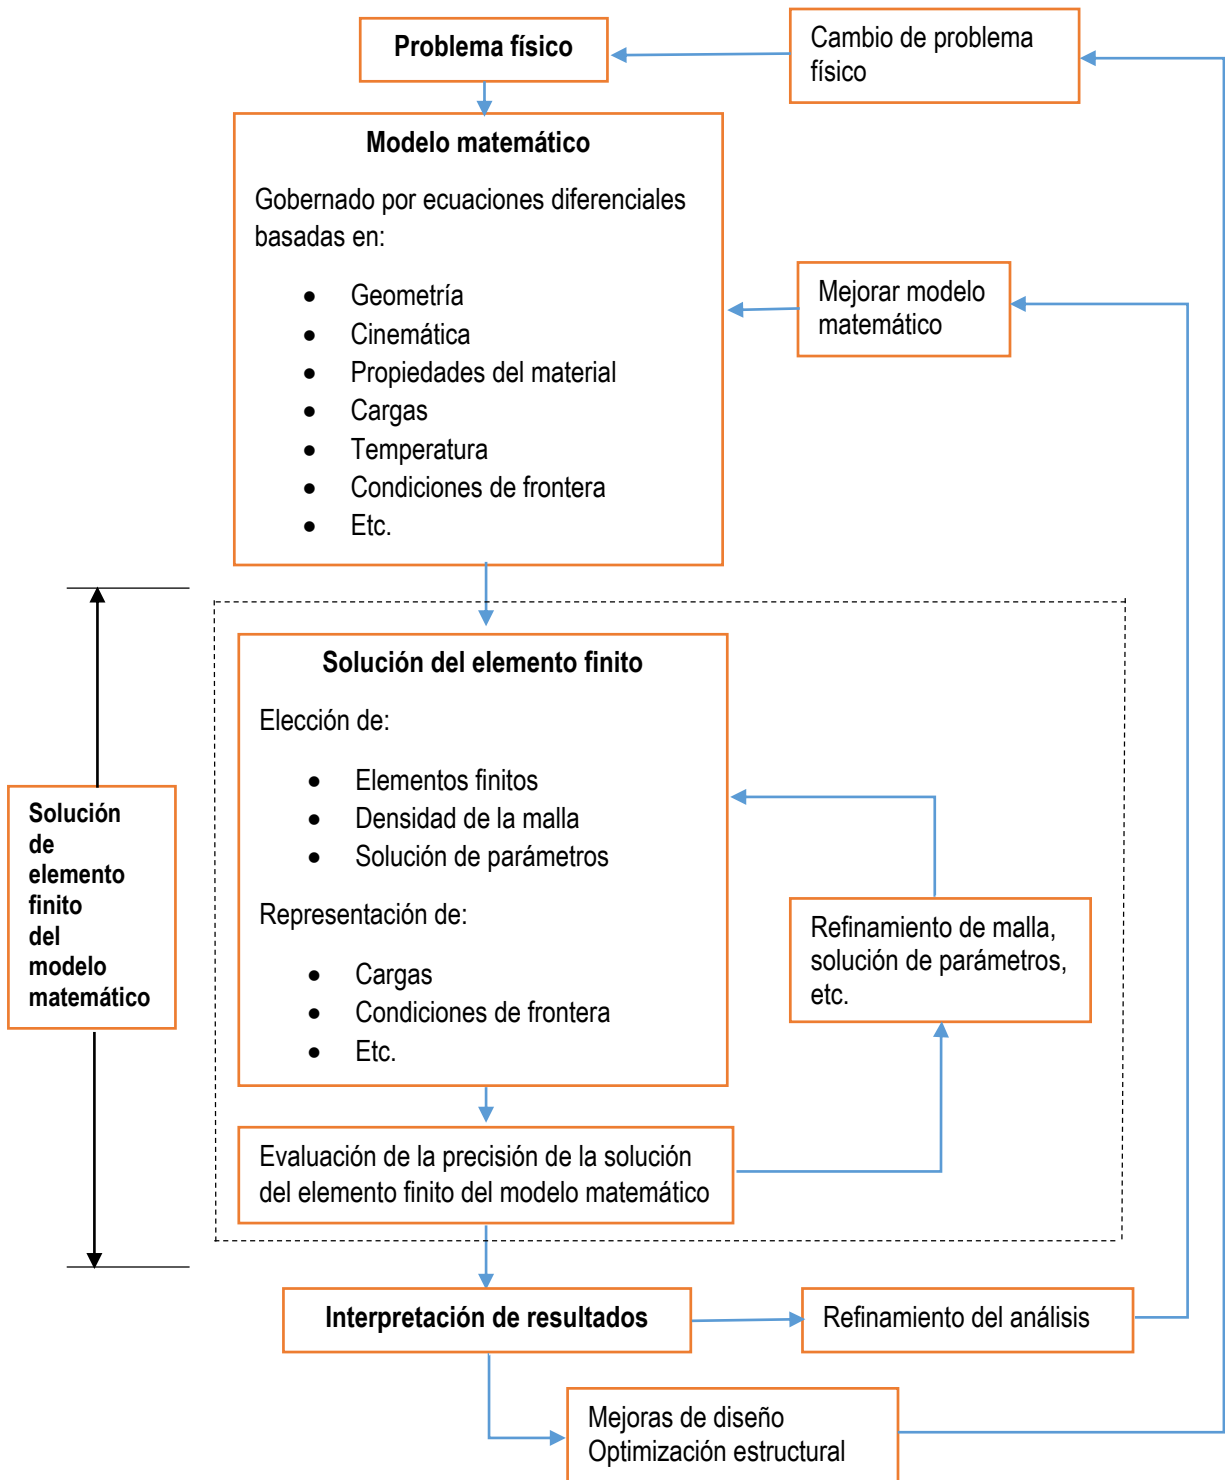 Problema físico
Cambio de problema
físico
Modelo matemático
Gobernado por ecuaciones diferenciales
basadas en:
• Geometría
• Cinemática
• Propiedades del material
• Cargas
• Temperatura
• Condiciones de frontera
• Etc.
Mejorar modelo
matemático
Solución del elemento finito
Elección de:
• Elementos finitos
• Densidad de la malla
• Solución de parámetros
Representación de:
• Cargas
• Condiciones de frontera
• Etc.
Solución
de
elemento
finito
del
modelo
matemático
Refinamiento de malla,
solución de parámetros,
etc.
Evaluación de la precisión de la solución
del elemento finito del modelo matemático
Interpretación de resultados
Refinamiento del análisis
Mejoras de diseño
Optimización estructural